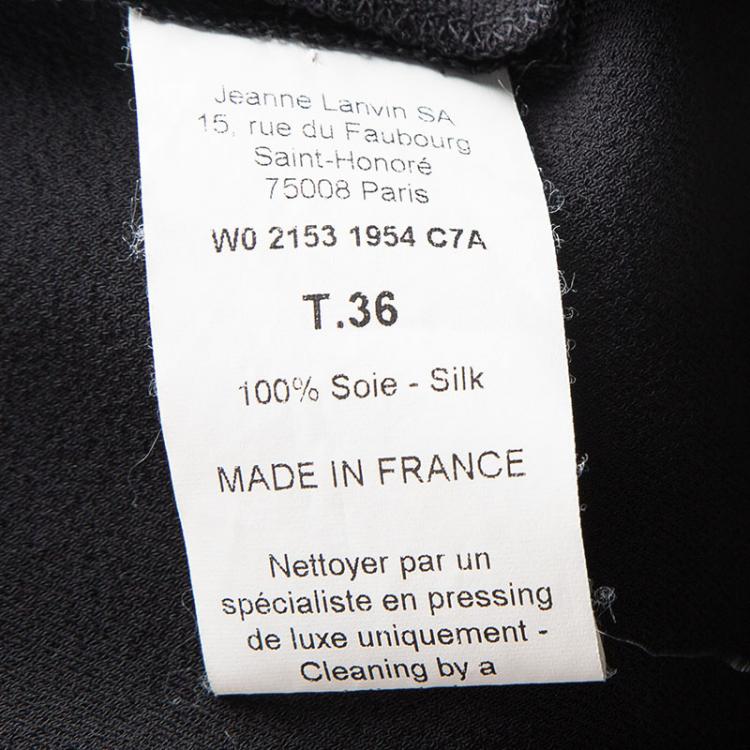 Jeanne Lanvin SA
15, rue du Faubourg
Saint-Honoré
75008 Paris
W0 2153 1954 C7A
T.36
100% Soie - Silk
MADE IN FRANCE
Nettoyer par un
spécialiste en pressing
de luxe uniquement -
Cleaning by a